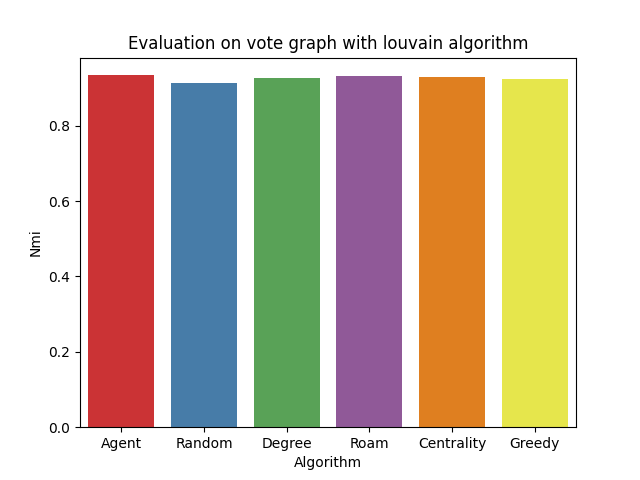 Evaluation on vote graph with louvain algorithm
Nmi
0.8
0.6
0.4
0.2
0.0
Agent Random Degree Roam Centrality Greedy
Algorithm